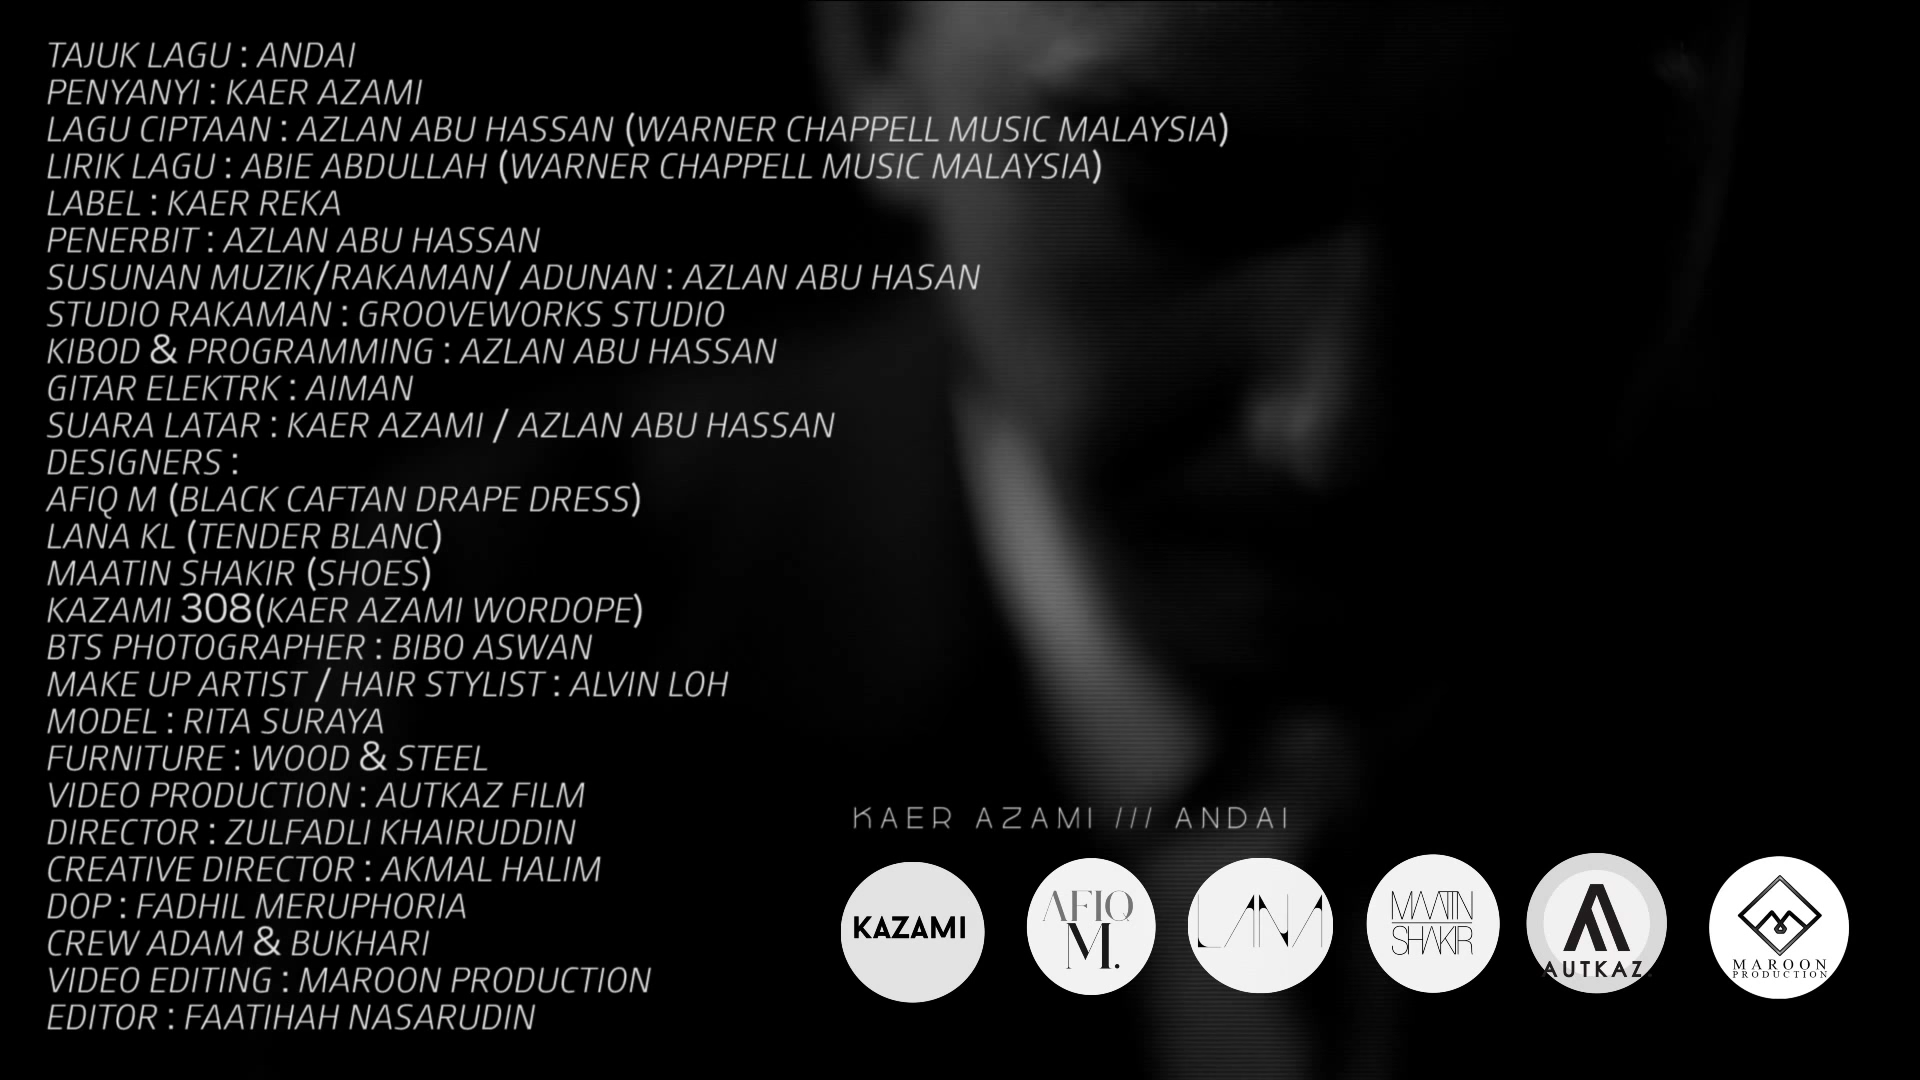 TAJUK LAGU : ANDAI
PENYANYI : KAER AZAMI
LAGU CIPTAAN : AZLAN ABU HASSAN (WARNER CHAPPELL MUSIC MALAYSIA)
LIRIK LAGU : ABIE ABDULLAH (WARNER CHAPPELL MUSIC MALAYSIA)
LABEL : KAER REKA
PENERBIT : AZLAN ABU HASSAN
SUSUNAN MUZIK/RAKAMAN/ ADUNAN : AZLAN ABU HASAN
STUDIO RAKAMAN : GROOVEWORKS STUDIO
KIBOD & PROGRAMMING : AZLAN ABU HASSAN
GITAR ELEKTRK : AIMAN
SUARA LATAR : KAER AZAMI / AZLAN ABU HASSAN
DESIGNERS :
AFIQ M (BLACK CAFTAN DRAPE DRESS)
LANA KL (TENDER BLANC)
MAATIN SHAKIR (SHOES)
KAZAMI 308(KAER AZAMI WORDOPE)
BTS PHOTOGRAPHER : BIBO ASWAN
MAKE UP ARTIST / HAIR STYLIST : ALVIN LOH
MODEL : RITA SURAYA
FURNITURE : WOOD & STEEL
VIDEO PRODUCTION : AUTKAZ FILM
DIRECTOR : ZULFADLI KHAIRUDDIN
CREATIVE DIRECTOR : AKMAL HALIM
DOP : FADHIL MERUPHORIA
CREW ADAM & BUKHARI
VIDEO EDITING : MAROON PRODUCTION
EDITOR : FAATIHAH NASARUDIN
KAER AZAMI /// ANDAI
KAZAMI
AFIQ
M.
LANA
MAATIN
SHAKIR
AUTKAZ
MAROON
PRODUCTION